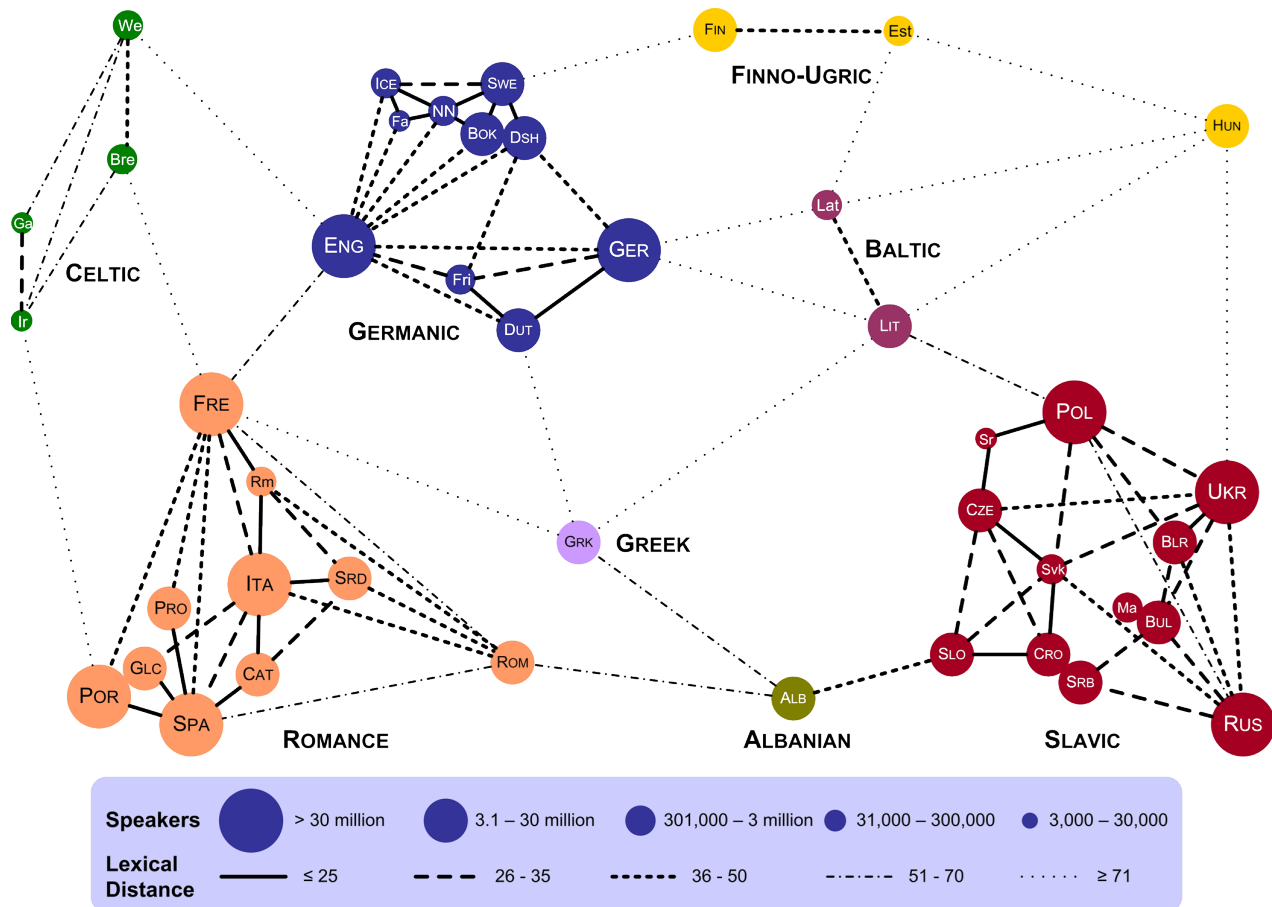 We
FIN
Est
FINNO-UGRIC
ICE
SWE
NN
Fa
BOK
DSH
HUN
Bre
Lat
Ga
ENG
GER
BALTIC
CELTIC
Fri
Ir
GERMANIC
DUT
LIT
FRE
POL
Sr
Rm
UKR
CZE
GRK
GREEK
BLR
ITA
SRD
Svk
PRO
Ma
BUL
GLC
CAT
ROM
SLO
CRO
SRB
POR
SPA
ALB
RUS
ROMANCE
ALBANIAN
SLAVIC
Speakers > 30 million 3.1 – 30 million 301,000 – 3 million 31,000 – 300,000 3,000 – 30,000
Lexical
Distance ≤ 25 26 - 35 36 - 50 51 - 70 ≥ 71